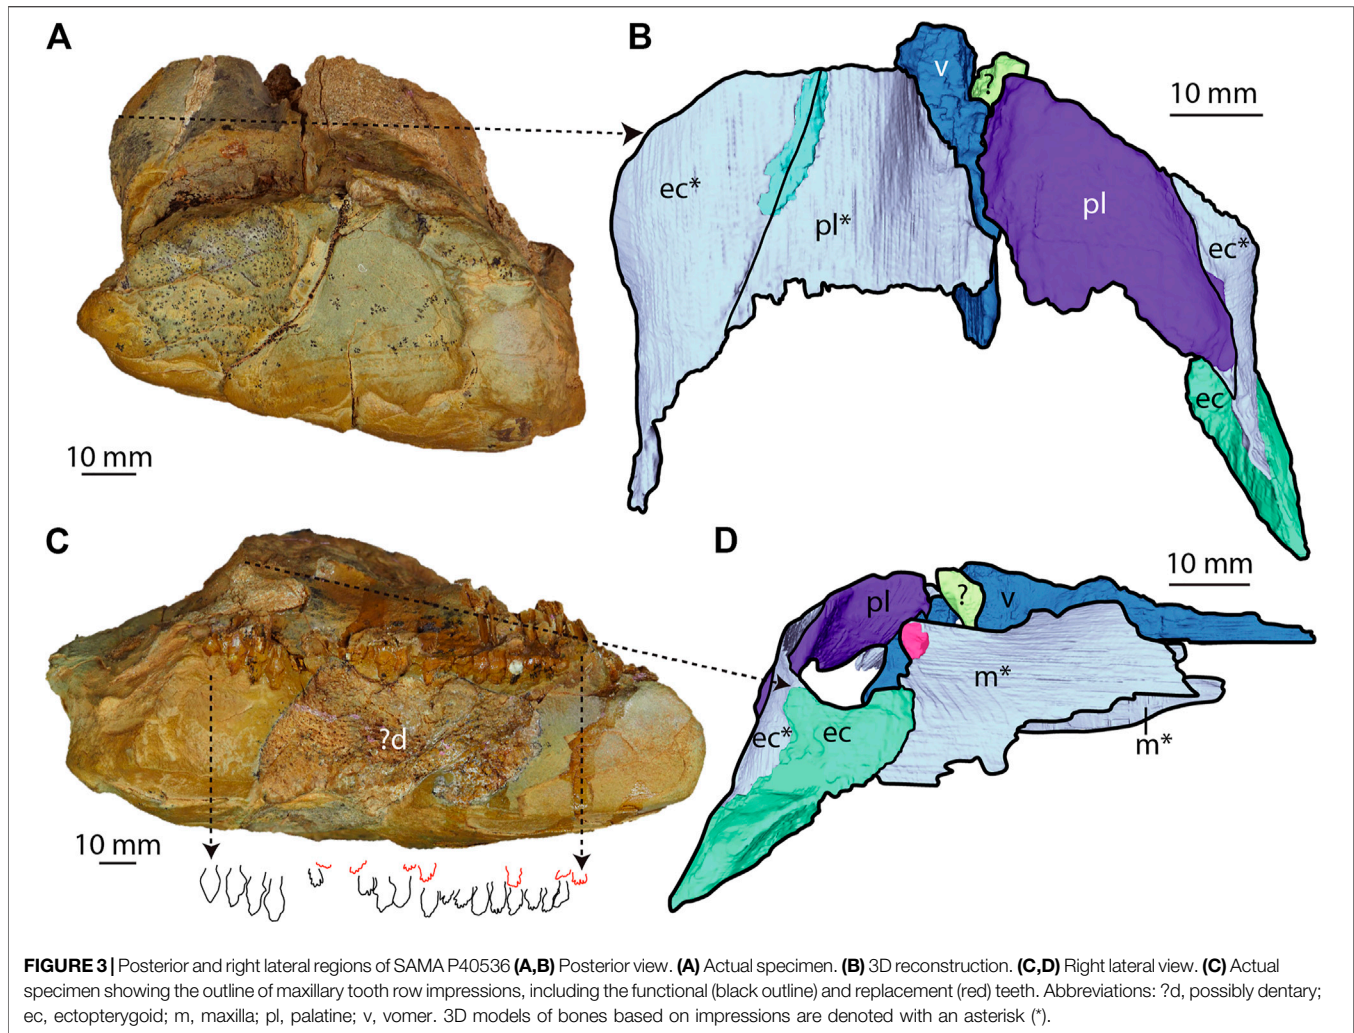 A
B
v
?
10 mm
ec*
pl
pl*
ec*
ec
10 mm
C
D
10 mm
pl
?
v
m*
?d
ec*
ec
m*
10 mm
FIGURE 3 | Posterior and right lateral regions of SAMA P40536 (A,B) Posterior view. (A) Actual specimen. (B) 3D reconstruction. (C,D) Right lateral view. (C) Actual
specimen showing the outline of maxillary tooth row impressions, including the functional (black outline) and replacement (red) teeth. Abbreviations: ?d, possibly dentary;
ec, ectopterygoid; m, maxilla; pl, palatine; v, vomer. 3D models of bones based on impressions are denoted with an asterisk (*).